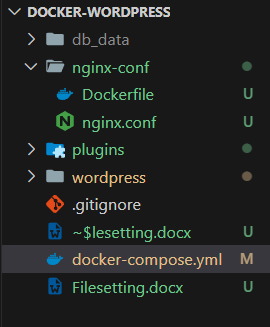 DOCKER-WORDPRESS
db_data
nginx-conf
Dockerfile U
nginx.conf U
plugins
wordpress
.gitignore
~$lesetting.docx U
docker-compose.yml M
Filesetting.docx U